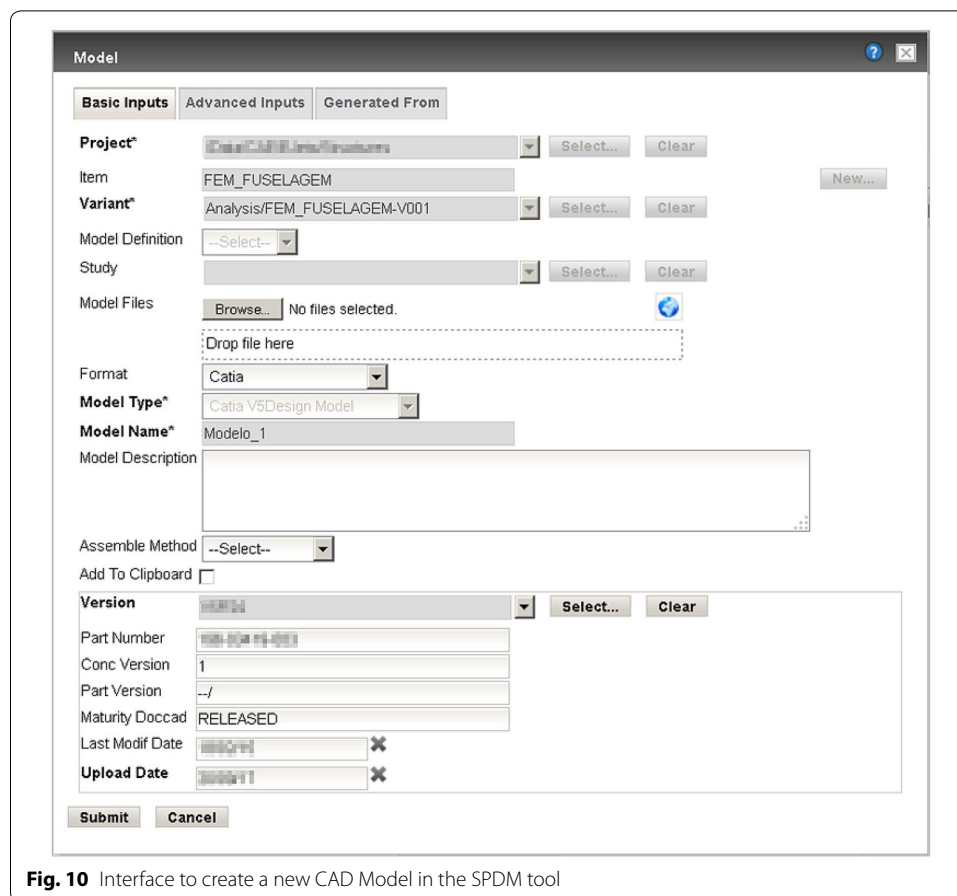 Model
Basic Inputs Advanced Inputs Generated From
Project* Select... Clear
Item FEM_FUSELAGEM New...
Variant* Analysis/FEM_FUSELAGEM-V001 Select... Clear
Model Definition --Select--
Study Select... Clear
Model Files Browse... No files selected.
Drop file here
Format Catia
Model Type* Catia V5Design Model
Model Name* Modelo_1
Model Description
Assemble Method --Select--
Add To Clipboard
Version Select... Clear
Part Number
Conc Version 1
Part Version --/
Maturity Doccad RELEASED
Last Modif Date
Upload Date
Submit Cancel
Fig. 10 Interface to create a new CAD Model in the SPDM tool